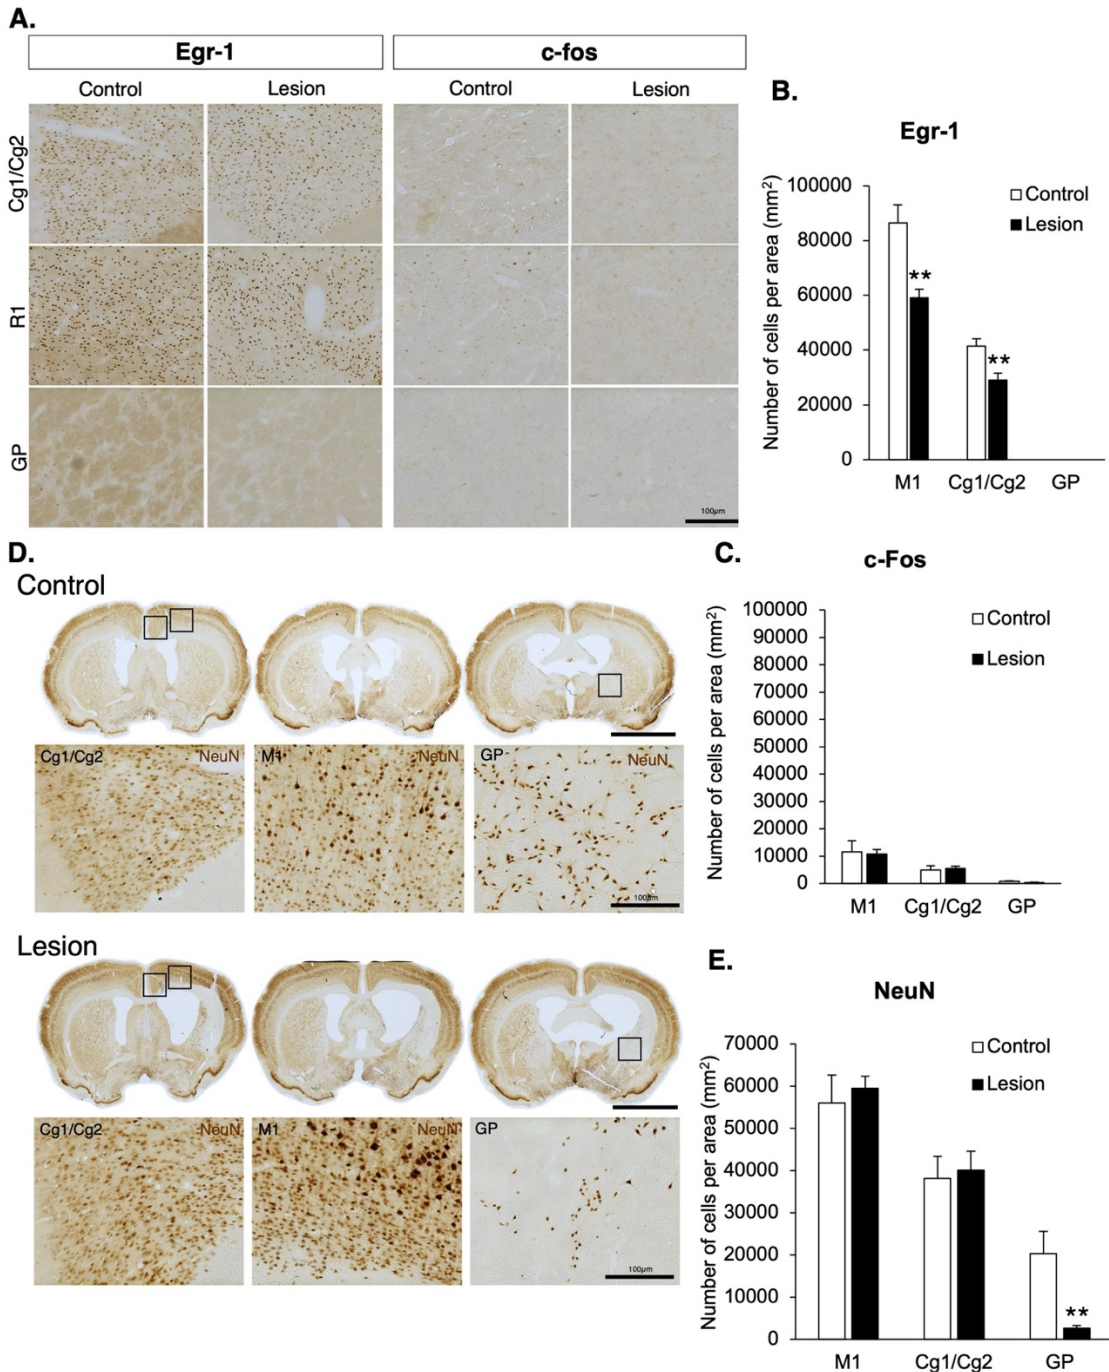 A.
Egr-1
c-fos
Control
Lesion
Control
Lesion
Cg1/Cg2
R1
GP
100µm
B.
Egr-1
Number of cells per area (mm²)
100000
80000
60000
40000
20000
0
Control
Lesion
**
**
M1
Cg1/Cg2
GP
C.
c-Fos
Number of cells per area (mm²)
100000
90000
80000
70000
60000
50000
40000
30000
20000
10000
0
Control
Lesion
M1
Cg1/Cg2
GP
D.
Control
Cg1/Cg2
NeuN
M1
NeuN
GP
NeuN
100µm
Lesion
Cg1/Cg2
NeuN
M1
NeuN
GP
100µm
E.
NeuN
Number of cells per area (mm²)
70000
60000
50000
40000
30000
20000
10000
0
Control
Lesion
**
M1
Cg1/Cg2
GP